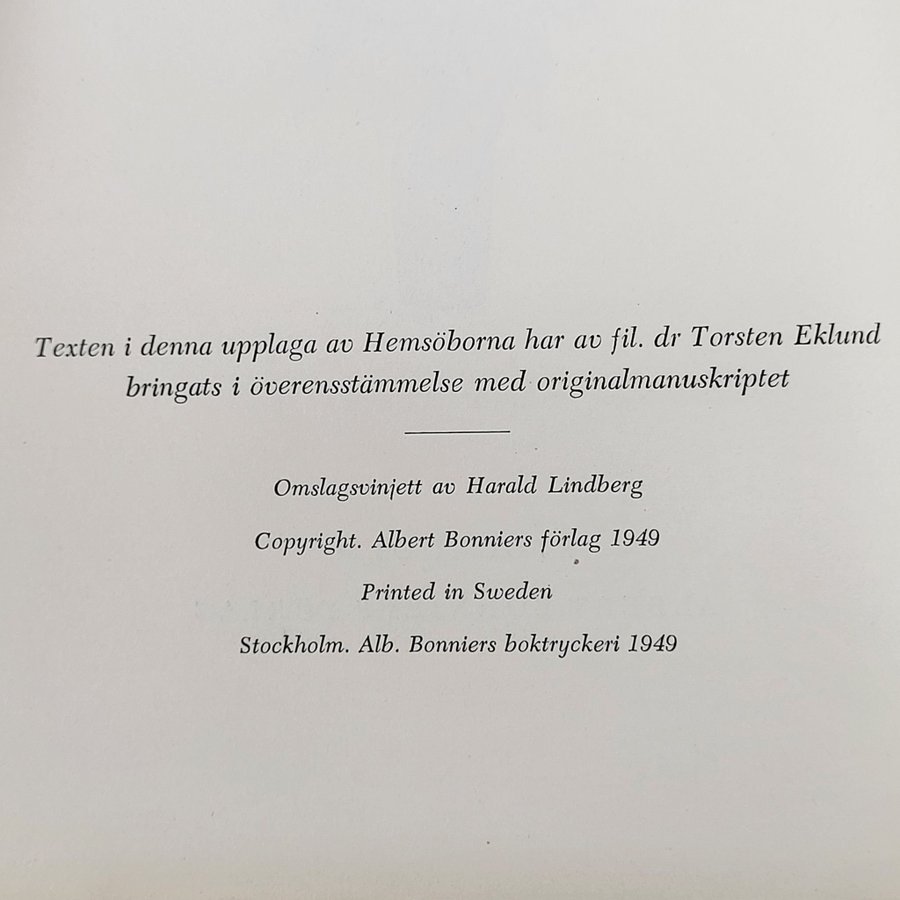 Texten i denna upplaga av Hemsöborna har av fil. dr Torsten Eklund
bringats i överensstämmelse med originalmanuskriptet
Omslagsvinjett av Harald Lindberg
Copyright. Albert Bonniers förlag 1949
Printed in Sweden
Stockholm. Alb. Bonniers boktryckeri 1949